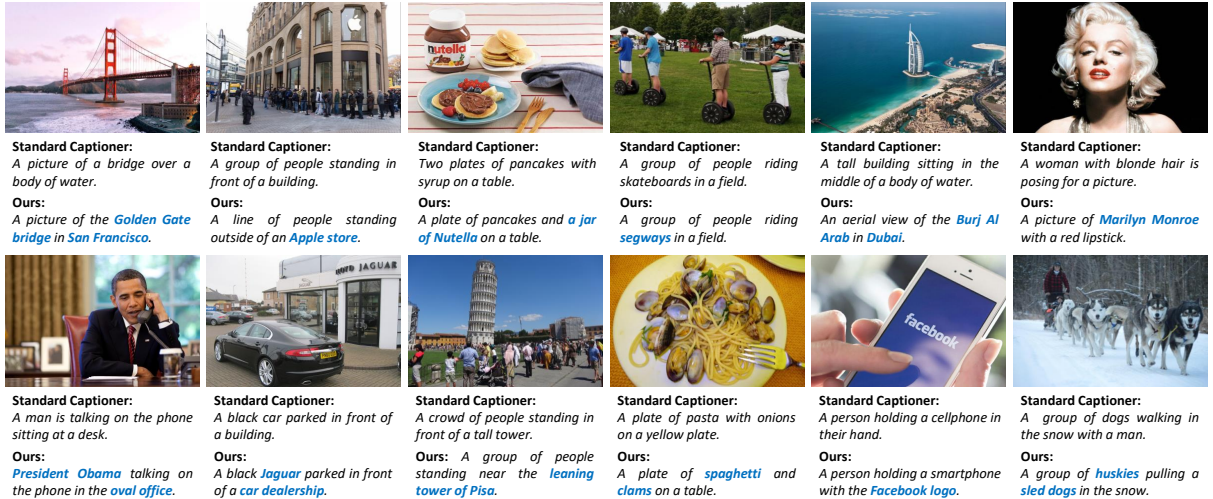 nutella
Standard Captioner:
A picture of a bridge over a
body of water.
Ours:
A picture of the Golden Gate
bridge in San Francisco.
Standard Captioner:
A group of people standing in
front of a building.
Ours:
A line of people standing
outside of an Apple store.
Standard Captioner:
Two plates of pancakes with
syrup on a table.
Ours:
A plate of pancakes and a jar
of Nutella on a table.
Standard Captioner:
A group of people riding
skateboards in a field.
Ours:
A group of people riding
segways in a field.
Standard Captioner:
A tall building sitting in the
middle of a body of water.
Ours:
An aerial view of the Burj Al
Arab in Dubai.
Standard Captioner:
A woman with blonde hair is
posing for a picture.
Ours:
A picture of Marilyn Monroe
with a red lipstick.
JAGUAR
facebook
Standard Captioner:
A man is talking on the phone
sitting at a desk.
Ours:
President Obama talking on
the phone in the oval office.
Standard Captioner:
A black car parked in front of
a building.
Ours:
A black Jaguar parked in front
of a car dealership.
Standard Captioner:
A crowd of people standing in
front of a tall tower.
Ours: A group of people
standing near the leaning
tower of Pisa.
Standard Captioner:
A plate of pasta with onions
on a yellow plate.
Ours:
A plate of spaghetti and
clams on a table.
Standard Captioner:
A person holding a cellphone in
their hand.
Ours:
A person holding a smartphone
with the Facebook logo.
Standard Captioner:
A group of dogs walking in
the snow with a man.
Ours:
A group of huskies pulling a
sled dogs in the snow.